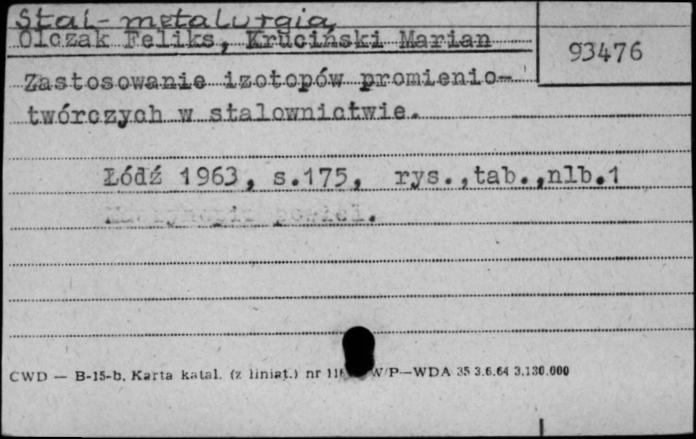 Stal - metalurgia
Olczak Feliks, Kruciński Marian
93476
Zastosowanie izotopów promienio-
twórczych w stalownictwie.
Łódź 1963, s.175, rys.,tab.,nlb.1
powiel.
CWD — B-15-b. Karta katal. (z liniat.) nr W/P—WDA 35 3.6.64 3.130.000